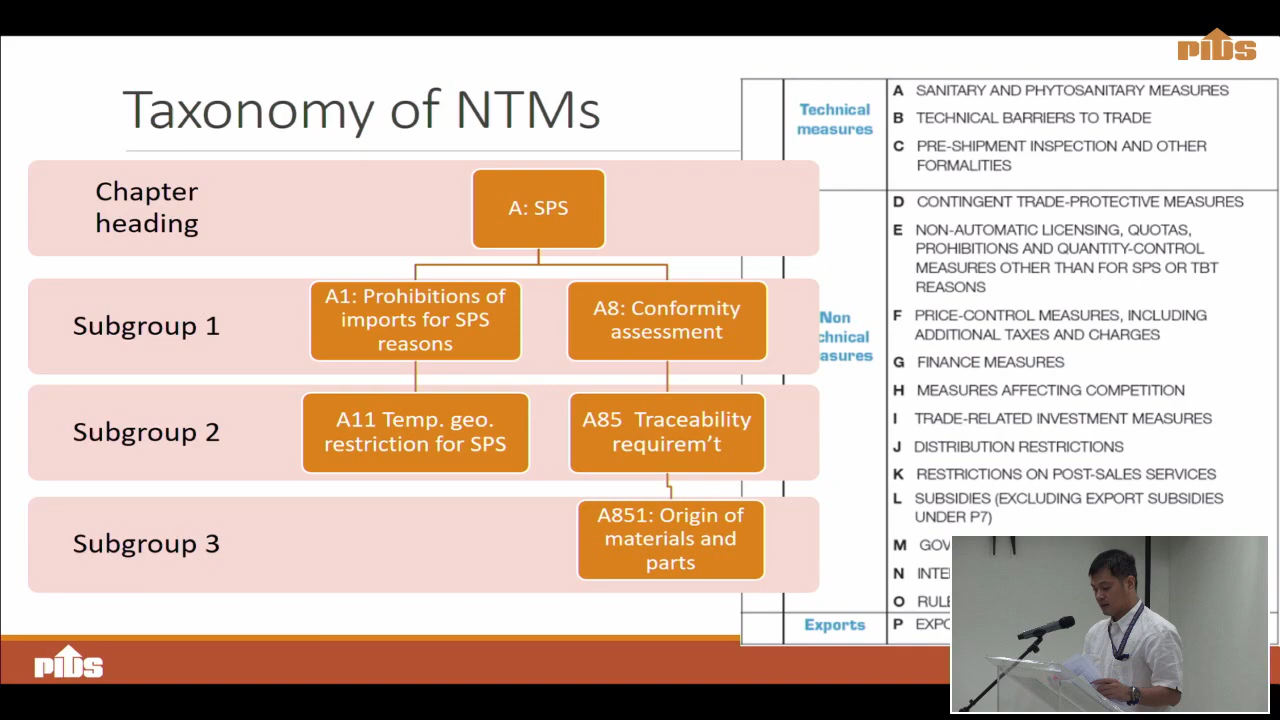 PIDS
Taxonomy of NTMs
Chapter
heading
A: SPS
Subgroup 1
A1: Prohibitions of
imports for SPS
reasons
A8: Conformity
assessment
Subgroup 2
A11 Temp. geo.
restriction for SPS
A85 Traceability
requirem't
Subgroup 3
A851: Origin of
materials and
parts
Technical
measures
A SANITARY AND PHYTOSANITARY MEASURES
B TECHNICAL BARRIERS TO TRADE
C PRE-SHIPMENT INSPECTION AND OTHER
FORMALITIES
Non
chnical
asures
D CONTINGENT TRADE-PROTECTIVE MEASURES
E NON-AUTOMATIC LICENSING, QUOTAS,
PROHIBITIONS AND QUANTITY-CONTROL
MEASURES OTHER THAN FOR SPS OR TBT
REASONS
F PRICE-CONTROL MEASURES, INCLUDING
ADDITIONAL TAXES AND CHARGES
G FINANCE MEASURES
H MEASURES AFFECTING COMPETITION
I TRADE-RELATED INVESTMENT MEASURES
J DISTRIBUTION RESTRICTIONS
K RESTRICTIONS ON POST-SALES SERVICES
L SUBSIDIES (EXCLUDING EXPORT SUBSIDIES
UNDER P7)
M GOV
N INTE
O RULE
Exports
P EXPO
PIDS